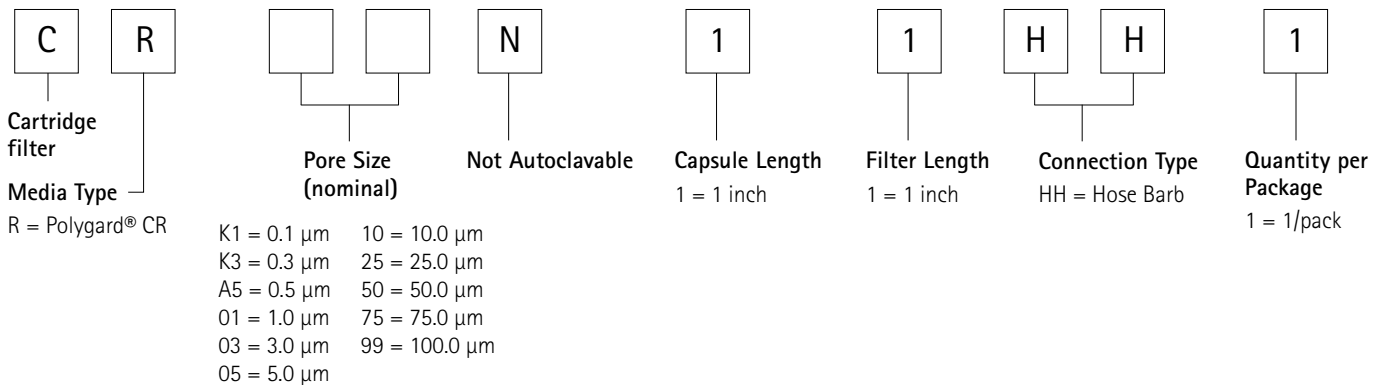 C R N 1 1 H H 1
Cartridge
filter
Media Type
R = Polygard® CR
Pore Size
(nominal)
K1 = 0.1 µm 10 = 10.0 µm
K3 = 0.3 µm 25 = 25.0 µm
A5 = 0.5 µm 50 = 50.0 µm
01 = 1.0 µm 75 = 75.0 µm
03 = 3.0 µm 99 = 100.0 µm
05 = 5.0 µm
Not Autoclavable
Capsule Length
1 = 1 inch
Filter Length
1 = 1 inch
Connection Type
HH = Hose Barb
Quantity per
Package
1 = 1/pack